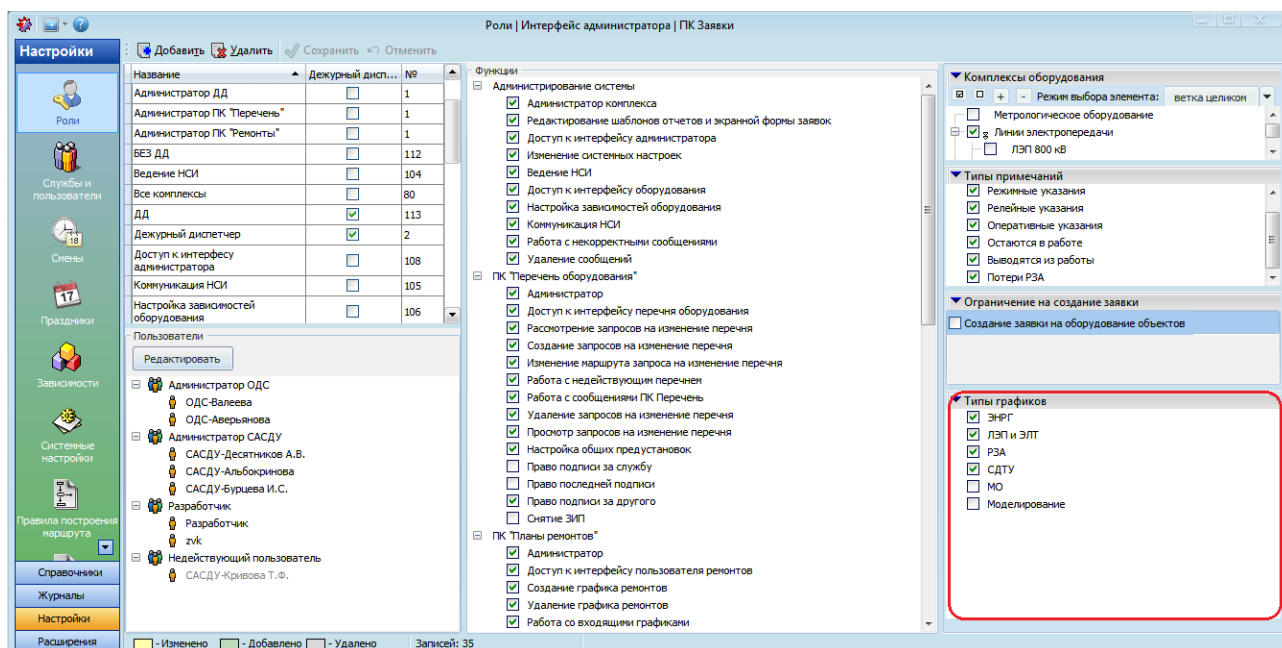 Роли | Интерфейс администратора | ПК Заявки
Настройки
Добавить Удалить Сохранить Отменить
Роли
Службы и
пользователи
18
Смены
17
Праздники
Зависимости
Системные
настройки
Правила построения
маршрута
Справочники
Журналы
Настройки
Расширения
Название Дежурный дисп... №
Администратор ДД 1
Администратор ПК "Перечень" 1
Администратор ПК "Ремонты" 1
БЕЗ ДД 112
Ведение НСИ 104
Все комплексы 80
ДД 113
Дежурный диспетчер 2
Доступ к интерфесу
администратора 108
Коммуникация НСИ 105
Настройка зависимостей
оборудования 106
Пользователи
Редактировать
Администратор ОДС
ОДС-Валеева
ОДС-Аверьянова
Администратор САСДУ
САСДУ-Десятников А.В.
САСДУ-Альбокринова
САСДУ-Бурцева И.С.
Разработчик
Разработчик
zvk
Недействующий пользователь
САСДУ-Кривова Т.Ф.
- Изменено - Добавлено - Удалено Записей: 35
Функции
Администрирование системы
Администратор комплекса
Редактирование шаблонов отчетов и экранной формы заявок
Доступ к интерфейсу администратора
Изменение системных настроек
Ведение НСИ
Доступ к интерфейсу оборудования
Настройка зависимостей оборудования
Коммуникация НСИ
Работа с некорректными сообщениями
Удаление сообщений
ПК "Перечень оборудования"
Администратор
Доступ к интерфейсу перечня оборудования
Рассмотрение запросов на изменение перечня
Создание запросов на изменение перечня
Изменение маршрута запроса на изменение перечня
Работа с недействующим перечнем
Работа с сообщениями ПК Перечень
Удаление запросов на изменение перечня
Просмотр запросов на изменение перечня
Настройка общих предустановок
Право подписи за службу
Право последней подписи
Право подписи за другого
Снятие ЗИП
ПК "Планы ремонтов"
Администратор
Доступ к интерфейсу пользователя ремонтов
Создание графика ремонтов
Удаление графика ремонтов
Работа со входящими графиками
Комплексы оборудования
+ - Режим выбора элемента: ветка целиком
Метрологическое оборудование
Линии электропередачи
ЛЭП 800 кВ
Типы примечаний
Режимные указания
Релейные указания
Оперативные указания
Остаются в работе
Выводятся из работы
Потери РЗА
Ограничение на создание заявки
Создание заявки на оборудование объектов
Типы графиков
ЭНРГ
ЛЭП и ЭЛТ
РЗА
СДТУ
МО
Моделирование